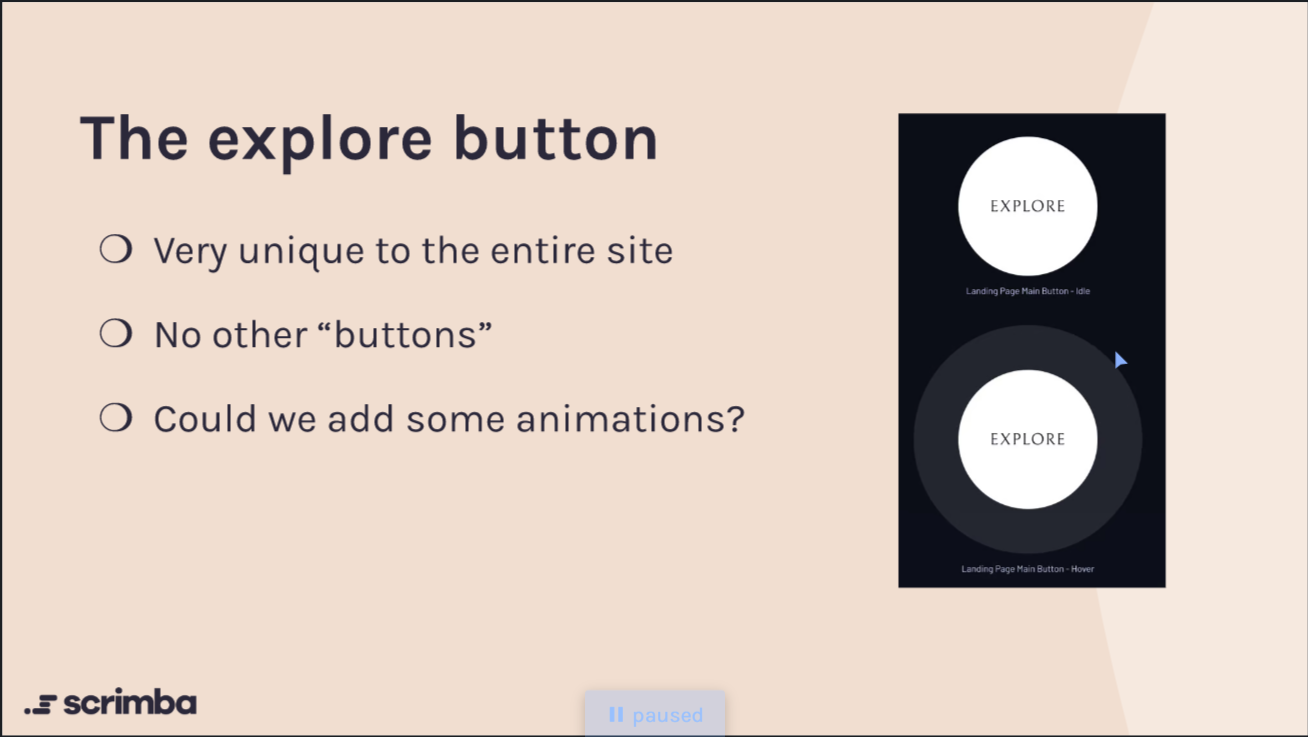 The explore button
Very unique to the entire site
No other “buttons”
Could we add some animations?
EXPLORE
Landing Page Main Button - Idle
EXPLORE
Landing Page Main Button - Hover
scrimba
paused